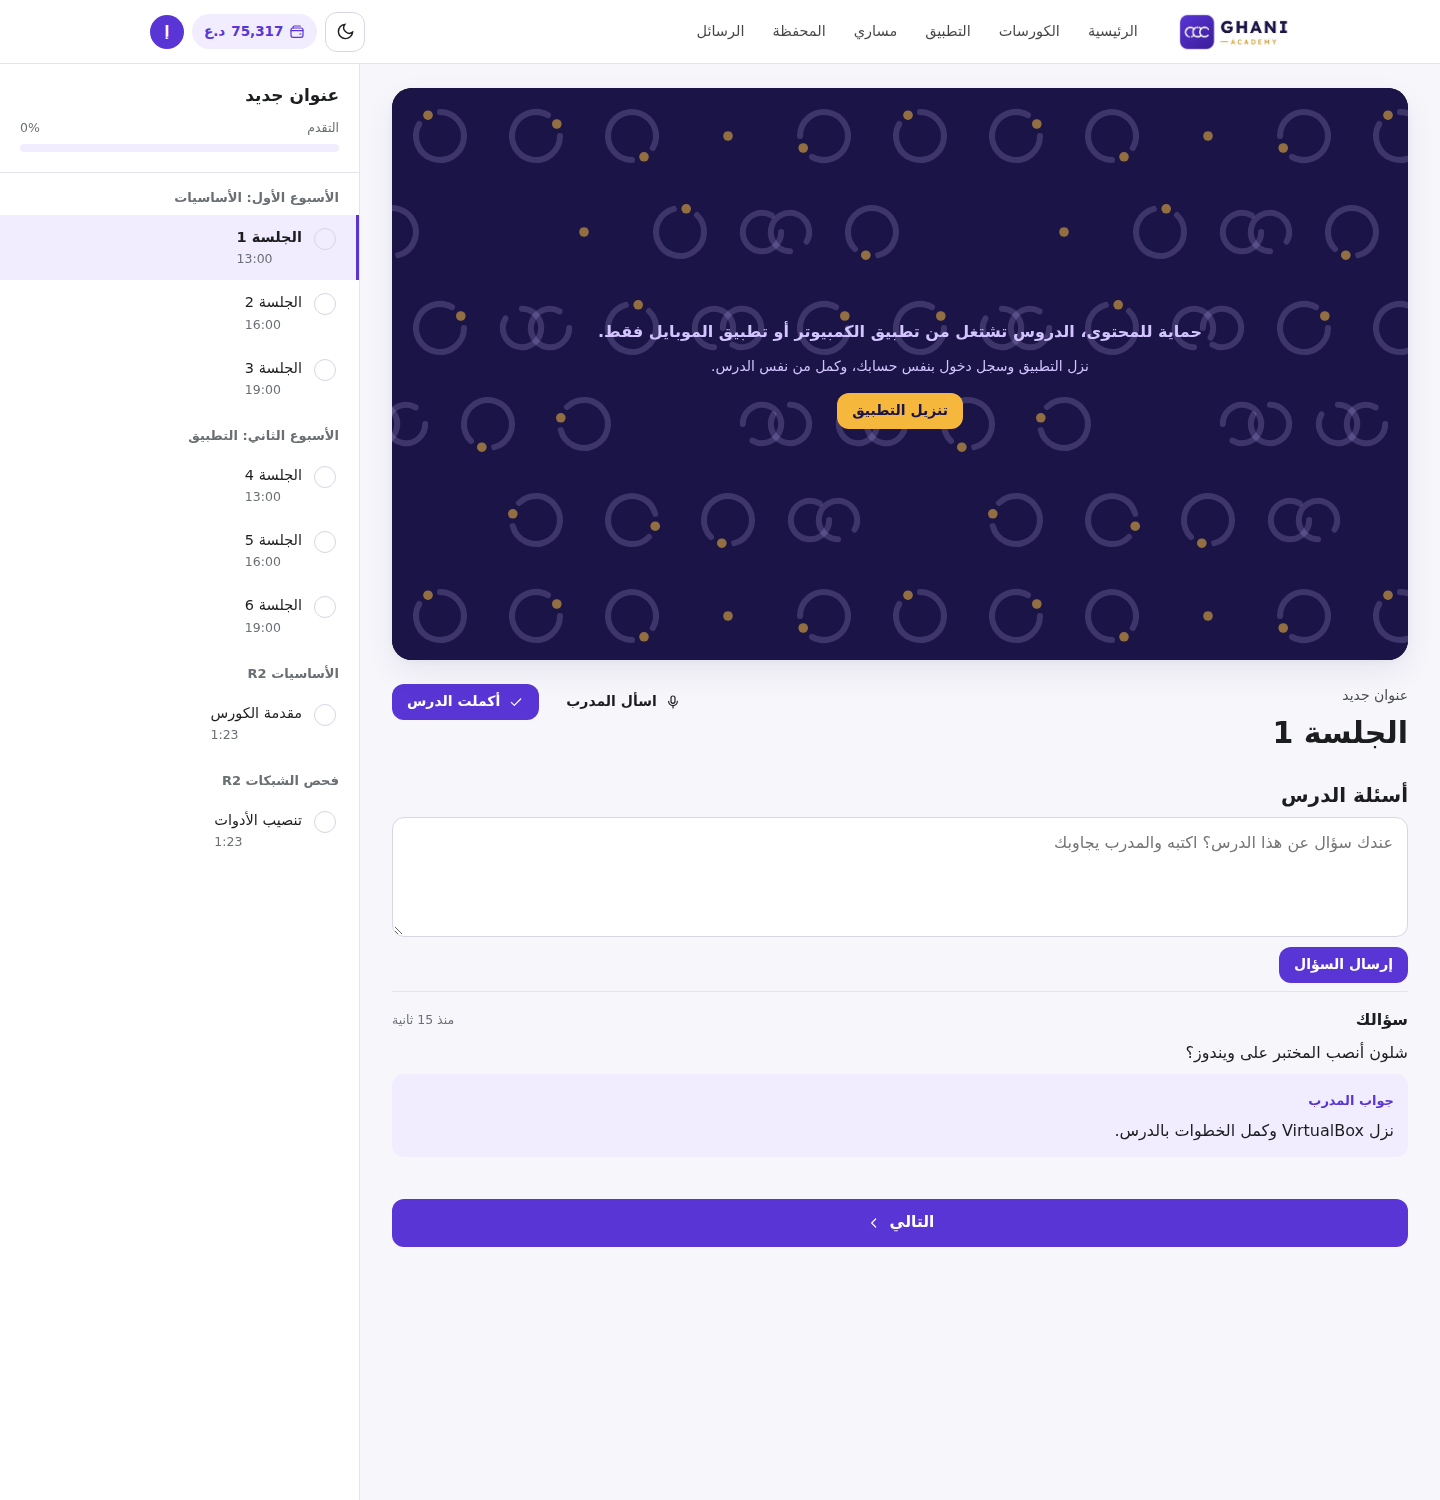 GHANI
ACADEMY
الرئيسية
الكورسات
التطبيق
مساري
المحفظة
الرسائل
75,317 د.ع
إ
حماية للمحتوى، الدروس تشتغل من تطبيق الكمبيوتر أو تطبيق الموبايل فقط.
نزل التطبيق وسجل دخول بنفس حسابك، وكمل من نفس الدرس.
تنزيل التطبيق
عنوان جديد
الجلسة 1
اسأل المدرب
أكملت الدرس
أسئلة الدرس
عندك سؤال عن هذا الدرس؟ اكتبه والمدرب يجاوبك
إرسال السؤال
سؤالك
منذ 15 ثانية
شلون أنصب المختبر على ويندوز؟
جواب المدرب
نزل VirtualBox وكمل الخطوات بالدرس.
التالي
عنوان جديد
التقدم
0%
الأسبوع الأول: الأساسيات
الجلسة 1
13:00
الجلسة 2
16:00
الجلسة 3
19:00
الأسبوع الثاني: التطبيق
الجلسة 4
13:00
الجلسة 5
16:00
الجلسة 6
19:00
الأساسيات R2
مقدمة الكورس
1:23
فحص الشبكات R2
تنصيب الأدوات
1:23